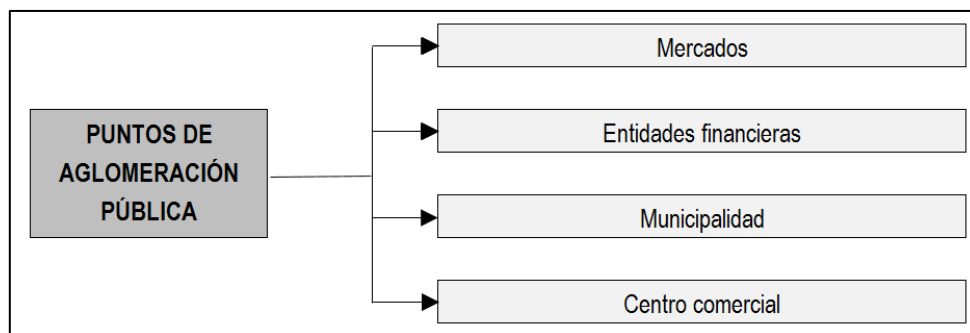 PUNTOS DE
AGLOMERACIÓN
PÚBLICA
Mercados
Entidades financieras
Municipalidad
Centro comercial